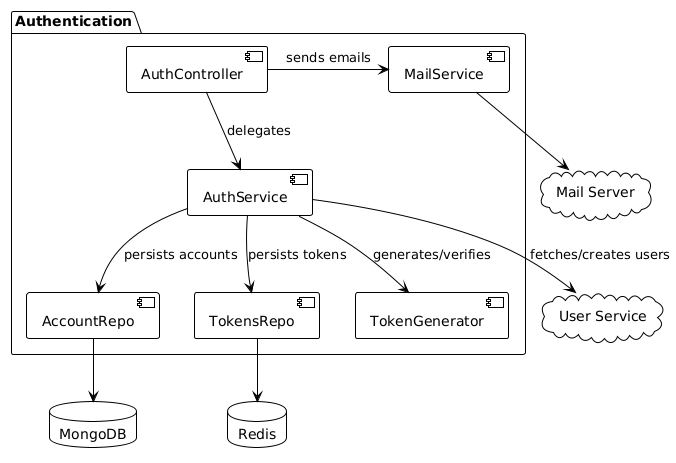 Authentication
AuthController
sends emails
MailService
delegates
AuthService
Mail Server
persists accounts
persists tokens
generates/verifies
fetches/creates users
AccountRepo
TokensRepo
TokenGenerator
User Service
MongoDB
Redis